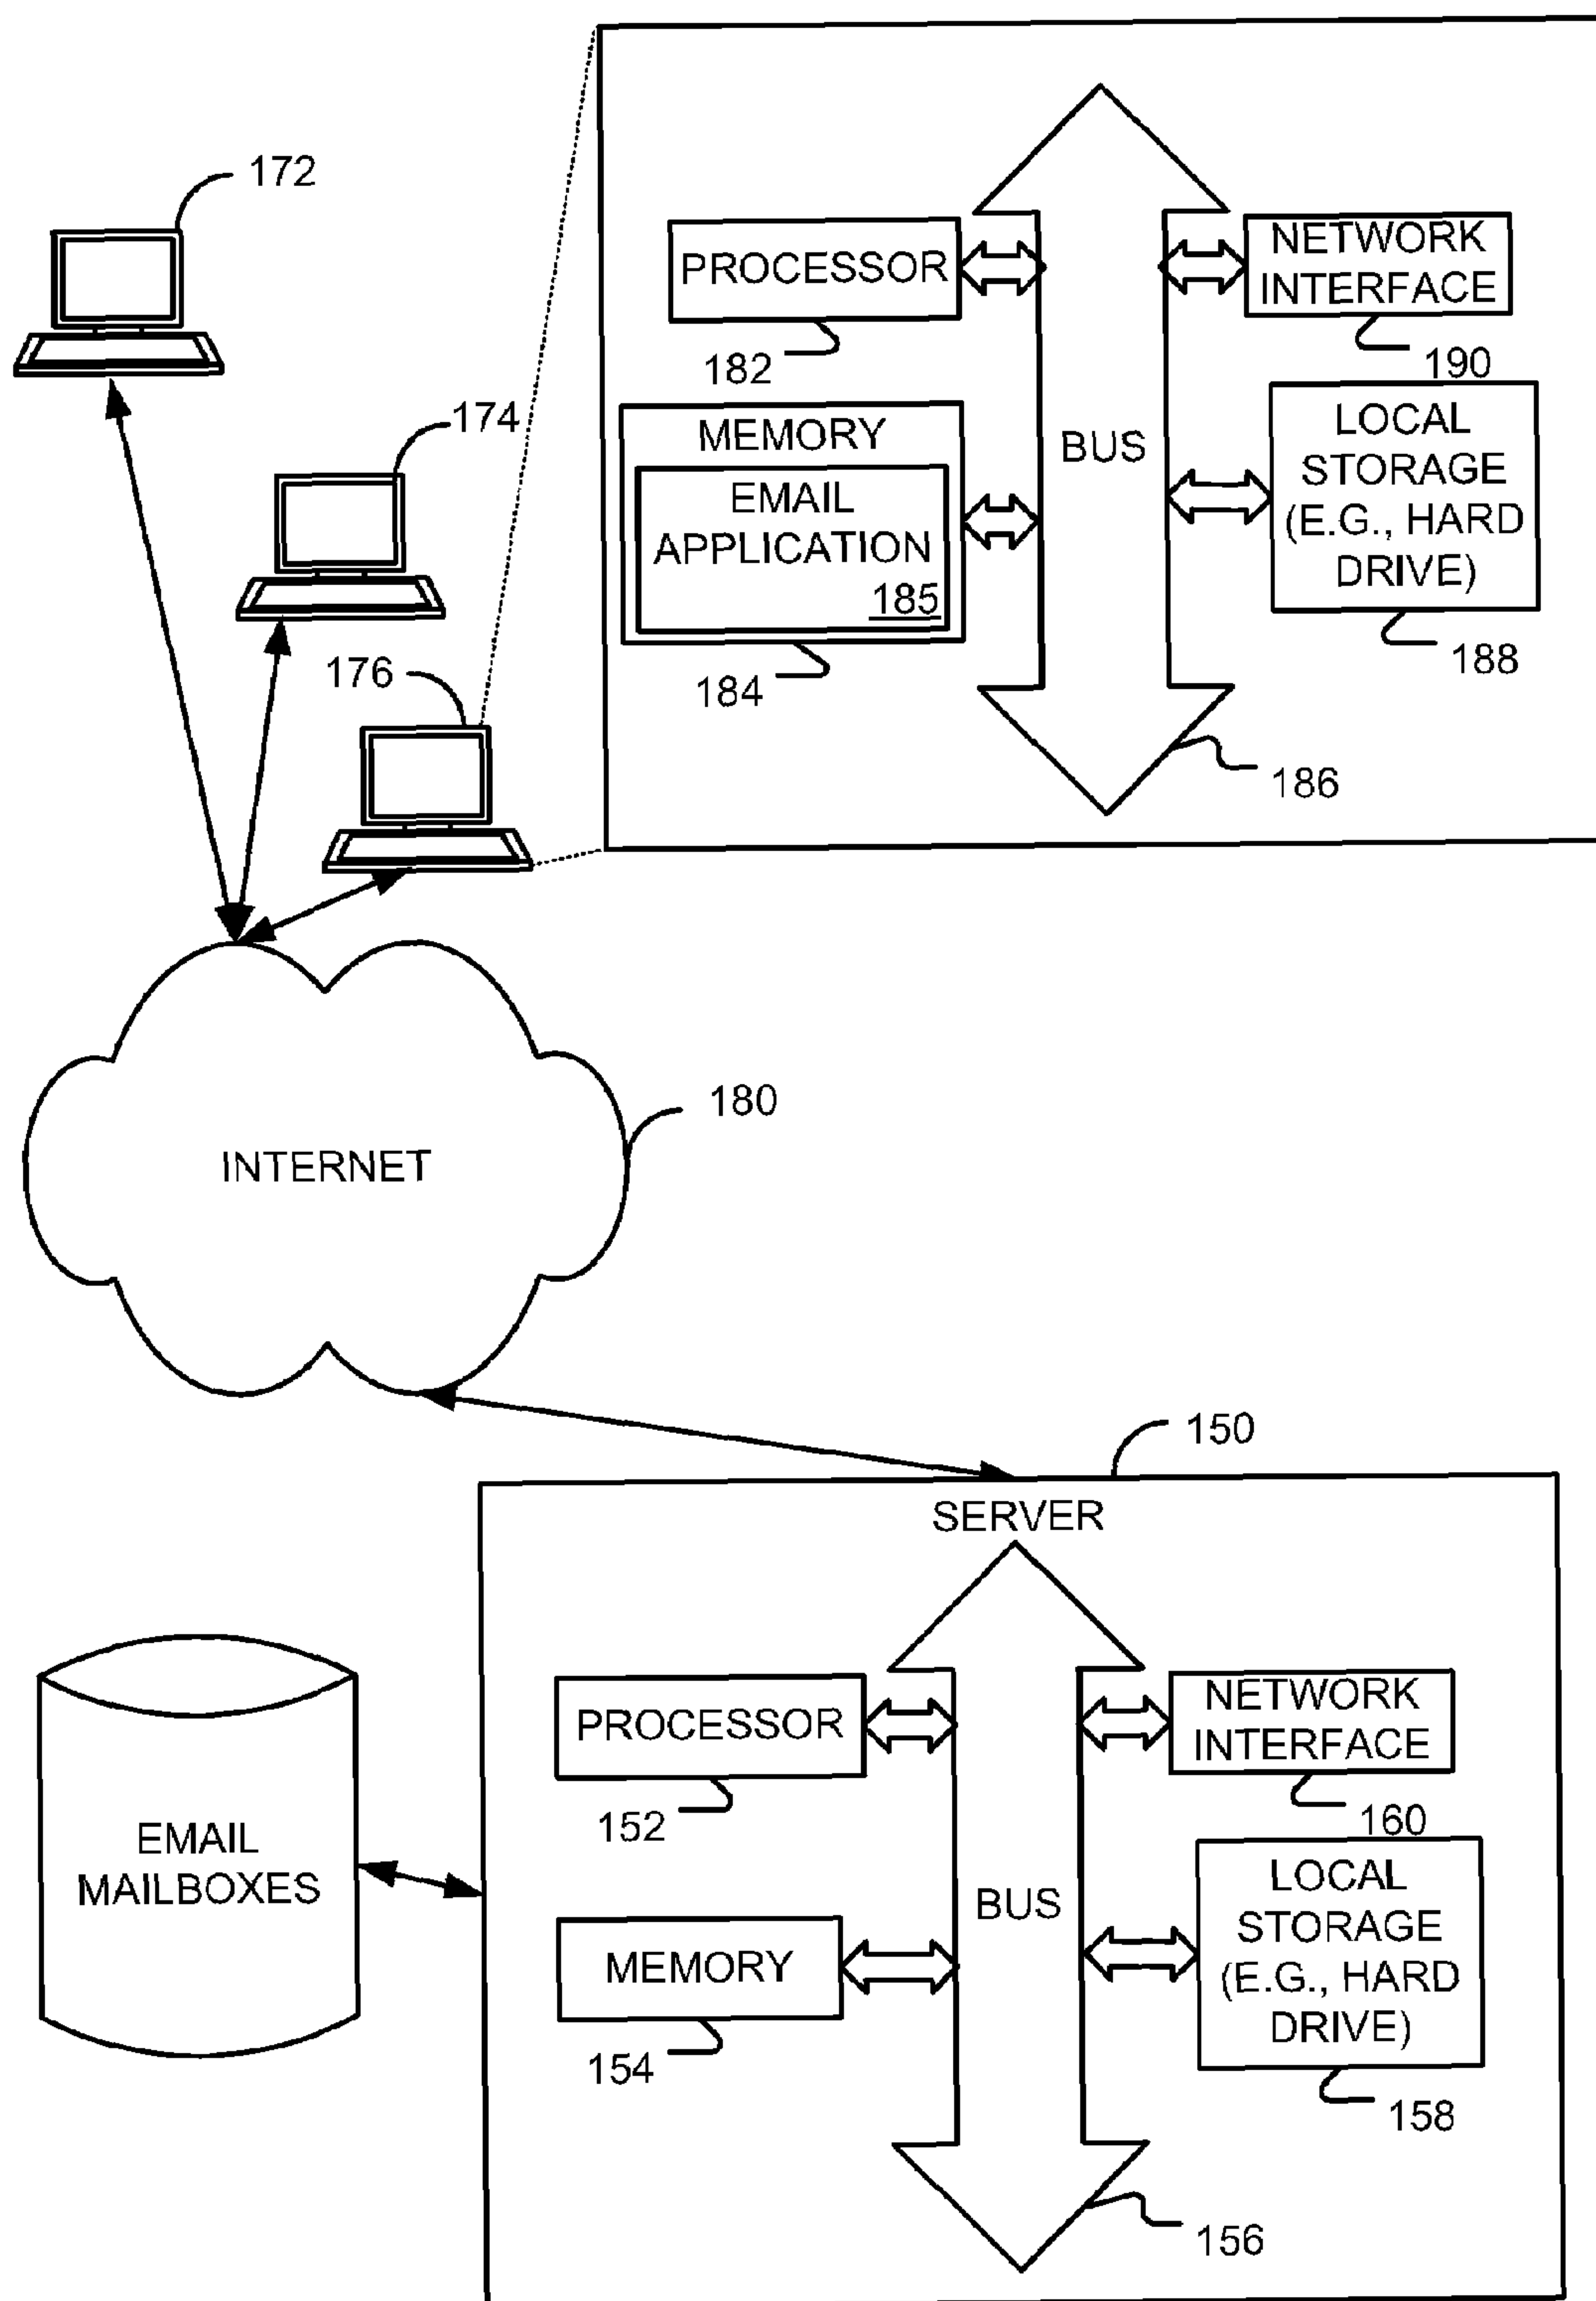 172
174
176
PROCESSOR
182
NETWORK
INTERFACE
190
MEMORY
EMAIL
APPLICATION
185
184
BUS
LOCAL
STORAGE
(E.G., HARD
DRIVE)
188
186
INTERNET
180
150
SERVER
EMAIL
MAILBOXES
PROCESSOR
152
NETWORK
INTERFACE
160
MEMORY
154
BUS
LOCAL
STORAGE
(E.G., HARD
DRIVE)
158
156